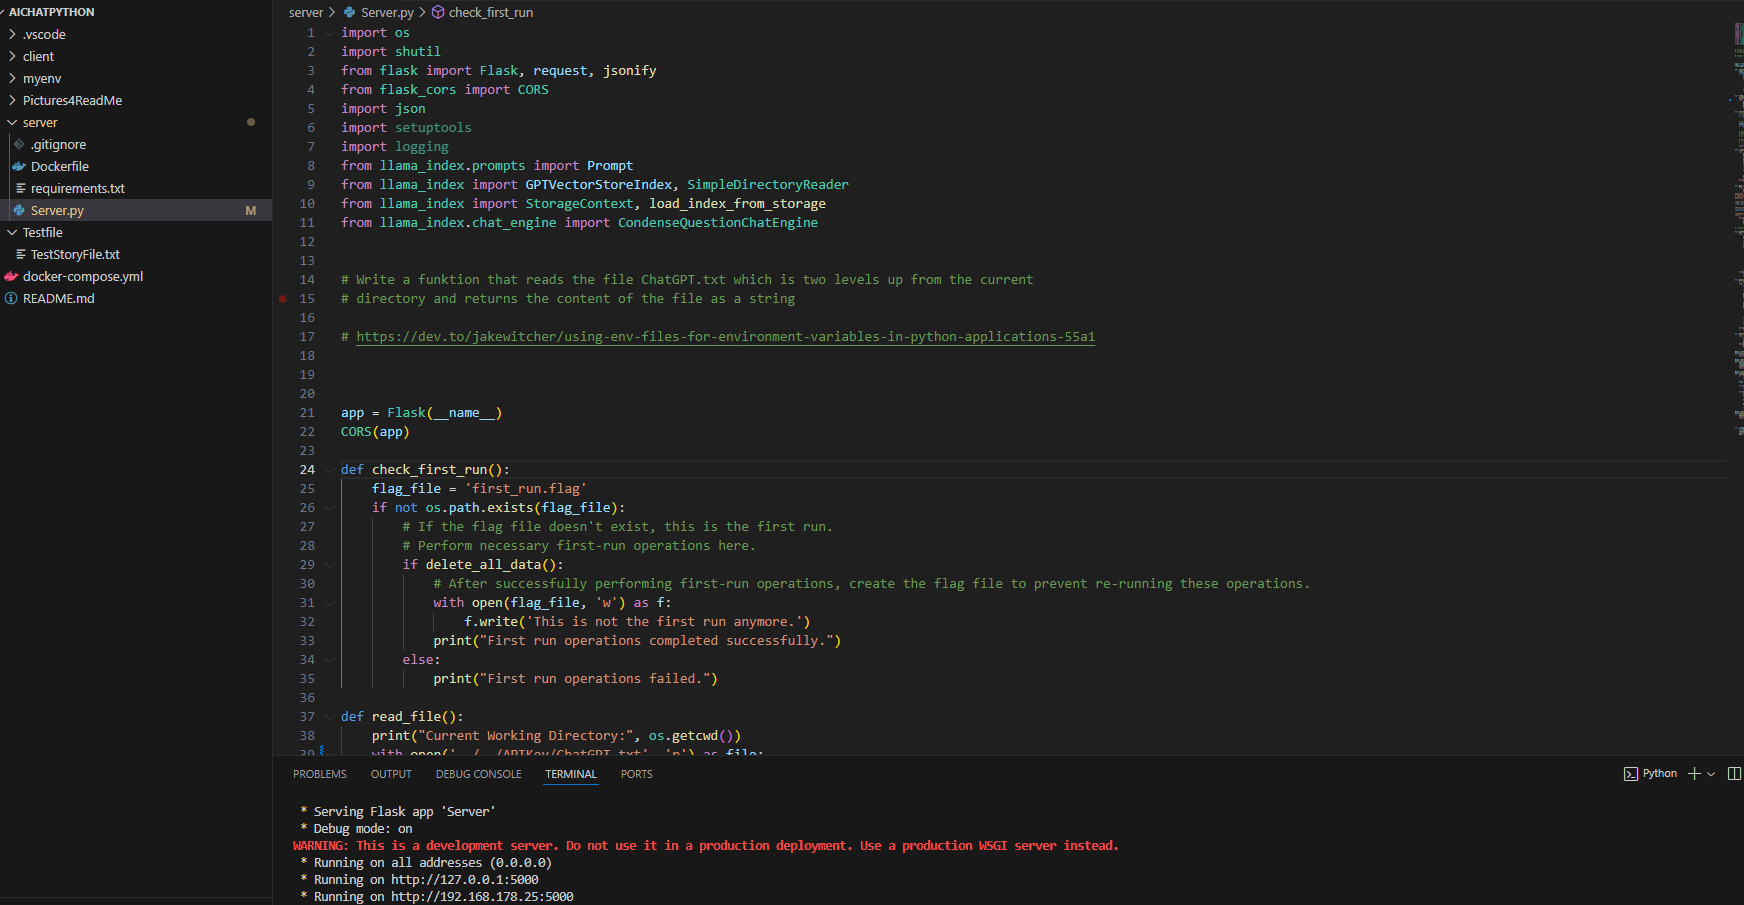 AICHATPYTHON
.vscode
client
myenv
Pictures4ReadMe
server
.gitignore
Dockerfile
requirements.txt
Server.py M
Testfile
TestStoryFile.txt
docker-compose.yml
README.md
server > Server.py > check_first_run
1 import os
2 import shutil
3 from flask import Flask, request, jsonify
4 from flask_cors import CORS
5 import json
6 import setuptools
7 import logging
8 from llama_index.prompts import Prompt
9 from llama_index import GPTVectorStoreIndex, SimpleDirectoryReader
10 from llama_index import StorageContext, load_index_from_storage
11 from llama_index.chat_engine import CondenseQuestionChatEngine
12
13
14 # Write a funktion that reads the file ChatGPT.txt which is two levels up from the current
15 # directory and returns the content of the file as a string
16
17 # https://dev.to/jakewitcher/using-env-files-for-environment-variables-in-python-applications-55a1
18
19
20
21 app = Flask(__name__)
22 CORS(app)
23
24 def check_first_run():
25 flag_file = 'first_run.flag'
26 if not os.path.exists(flag_file):
27 # If the flag file doesn't exist, this is the first run.
28 # Perform necessary first-run operations here.
29 if delete_all_data():
30 # After successfully performing first-run operations, create the flag file to prevent re-running these operations.
31 with open(flag_file, 'w') as f:
32 f.write('This is not the first run anymore.')
33 print("First run operations completed successfully.")
34 else:
35 print("First run operations failed.")
36
37 def read_file():
38 print("Current Working Directory:", os.getcwd())
39 with open('../../APIKey/ChatGPT.txt', 'r') as file:
PROBLEMS OUTPUT DEBUG CONSOLE TERMINAL PORTS
Python
* Serving Flask app 'Server'
* Debug mode: on
WARNING: This is a development server. Do not use it in a production deployment. Use a production WSGI server instead.
* Running on all addresses (0.0.0.0)
* Running on http://127.0.0.1:5000
* Running on http://192.168.178.25:5000